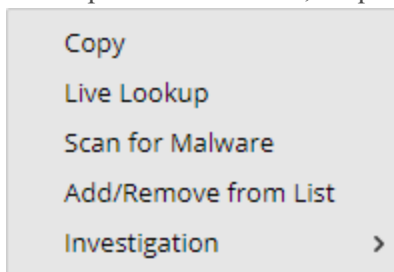 Copy
Live Lookup
Scan for Malware
Add/Remove from List
Investigation